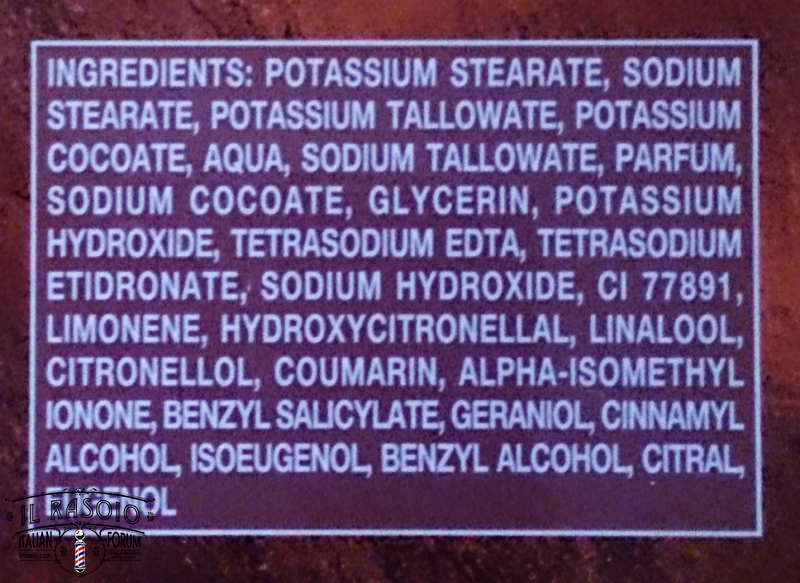 INGREDIENTS: POTASSIUM STEARATE, SODIUM
STEARATE, POTASSIUM TALLOWATE, POTASSIUM
COCOATE, AQUA, SODIUM TALLOWATE, PARFUM,
SODIUM COCOATE, GLYCERIN, POTASSIUM
HYDROXIDE, TETRASODIUM EDTA, TETRASODIUM
ETIDRONATE, SODIUM HYDROXIDE, CI 77891,
LIMONENE, HYDROXYCITRONELLAL, LINALOOL,
CITRONELLOL, COUMARIN, ALPHA-ISOMETHYL
IONONE, BENZYL SALICYLATE, GERANIOL, CINNAMYL
ALCOHOL, ISOEUGENOL, BENZYL ALCOHOL, CITRAL,
EUGENOL
IL RASOIO
ITALIAN FORUM